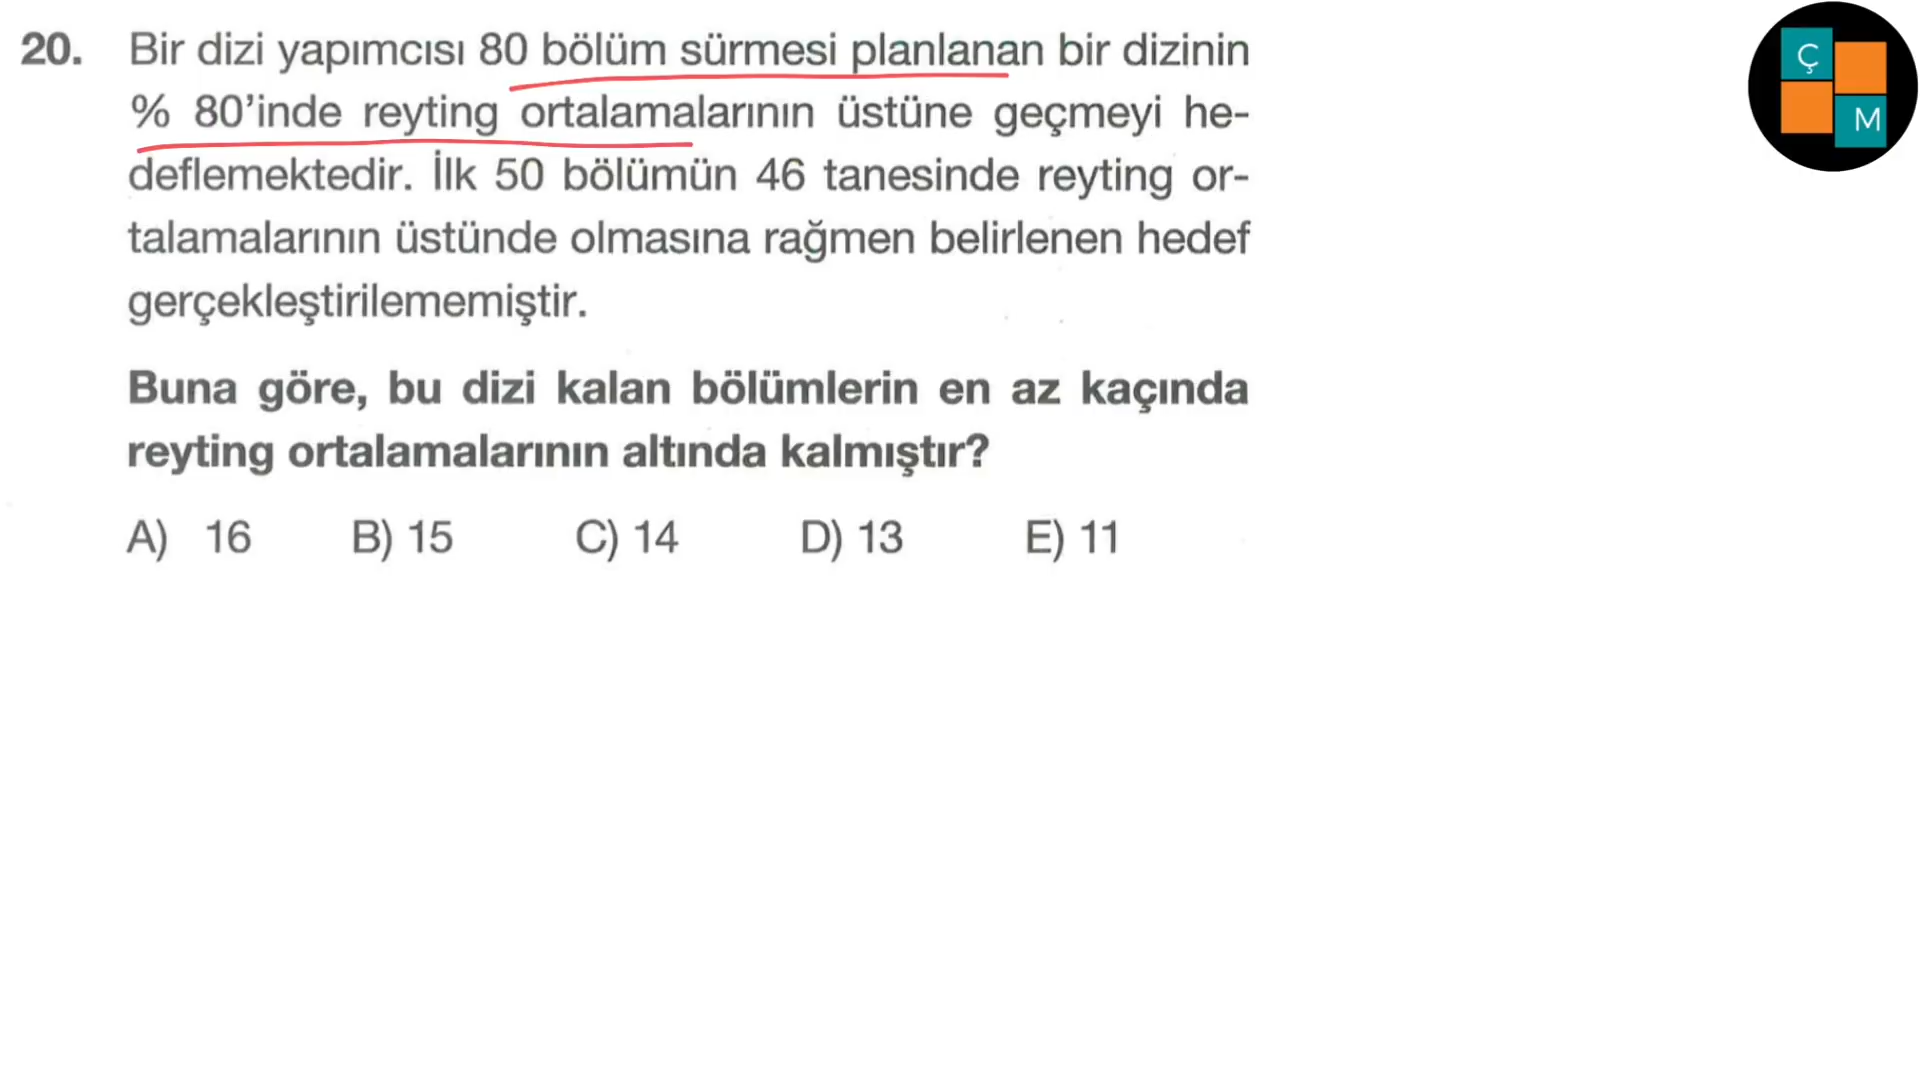 Ç
M
20. Bir dizi yapımcısı 80 bölüm sürmesi planlanan bir dizinin
% 80’inde reyting ortalamalarının üstüne geçmeyi he-
deflemektedir. İlk 50 bölümün 46 tanesinde reyting or-
talamalarının üstünde olmasına rağmen belirlenen hedef
gerçekleştirilememiştir.
Buna göre, bu dizi kalan bölümlerin en az kaçında
reyting ortalamalarının altında kalmıştır?
A) 16 B) 15 C) 14 D) 13 E) 11